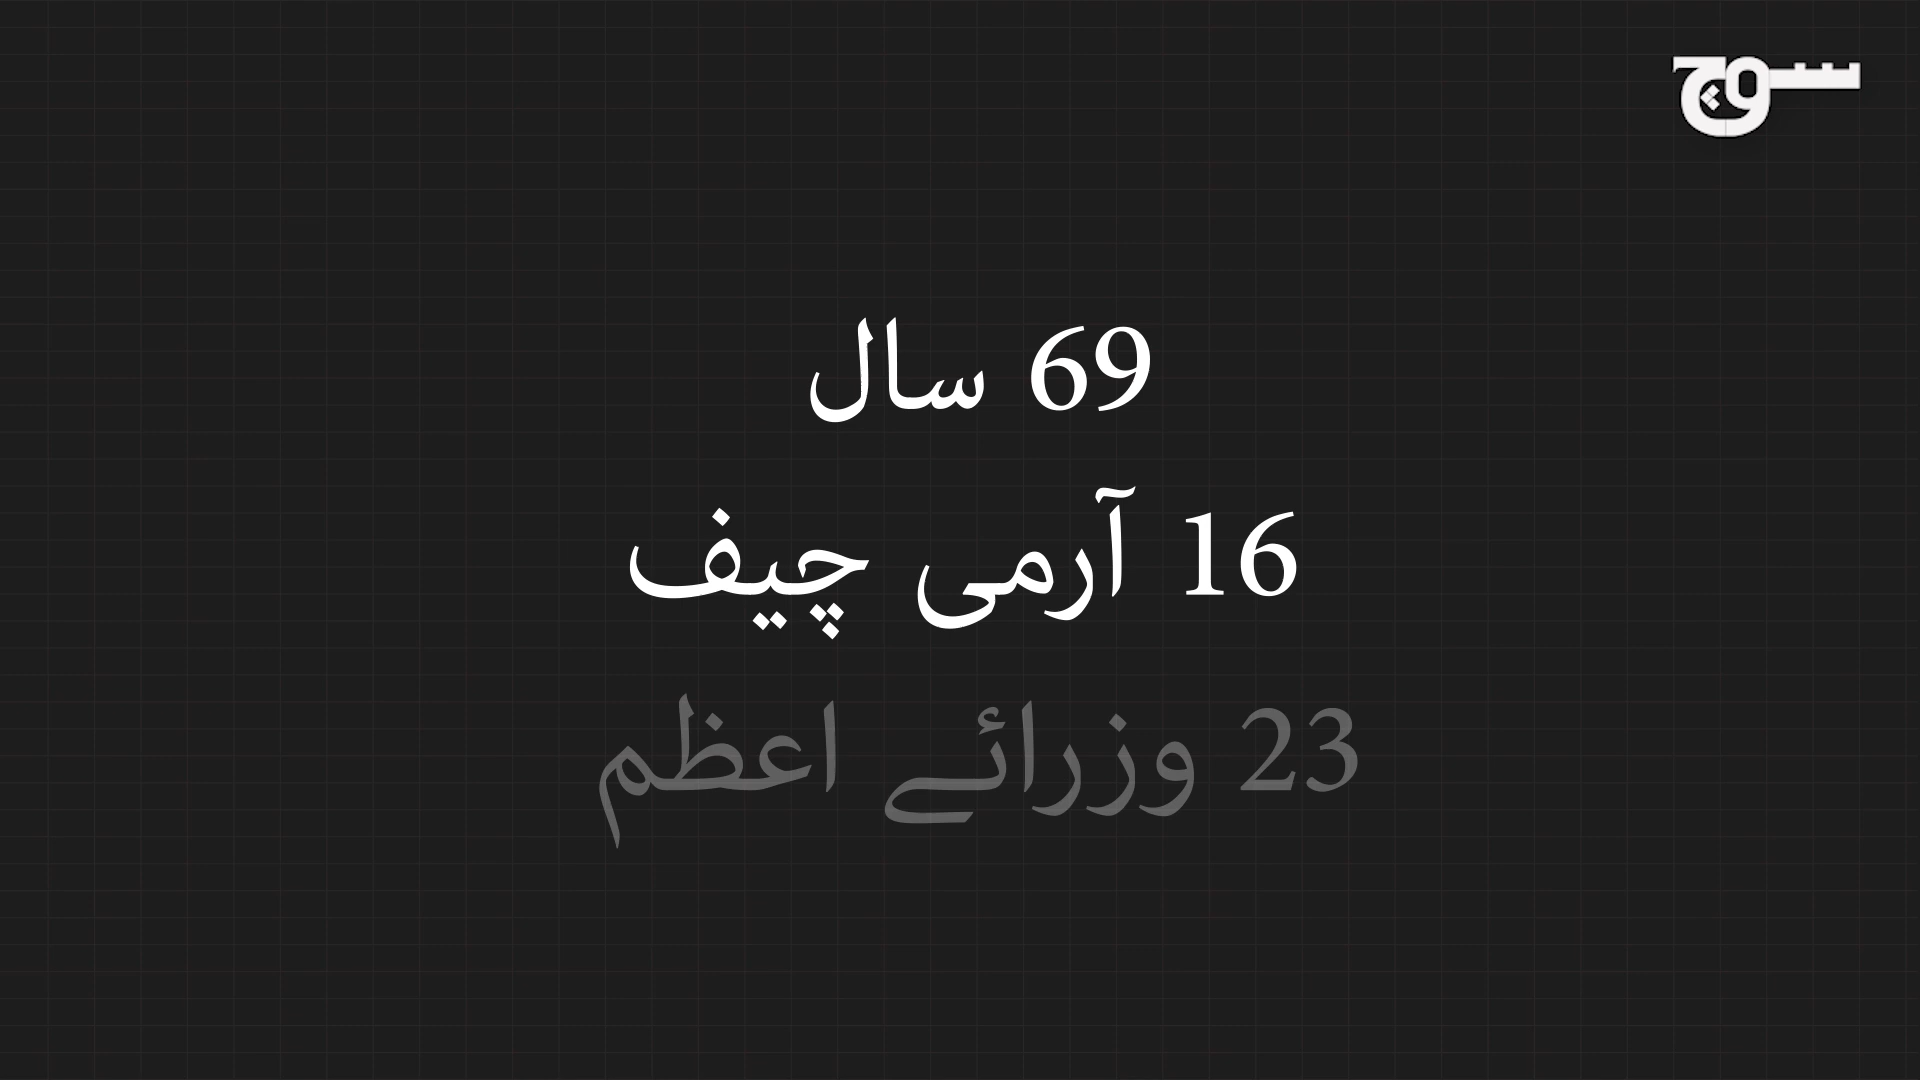 سوچ
69 سال
16 آرمی چیف
23 وزرائے اعظم